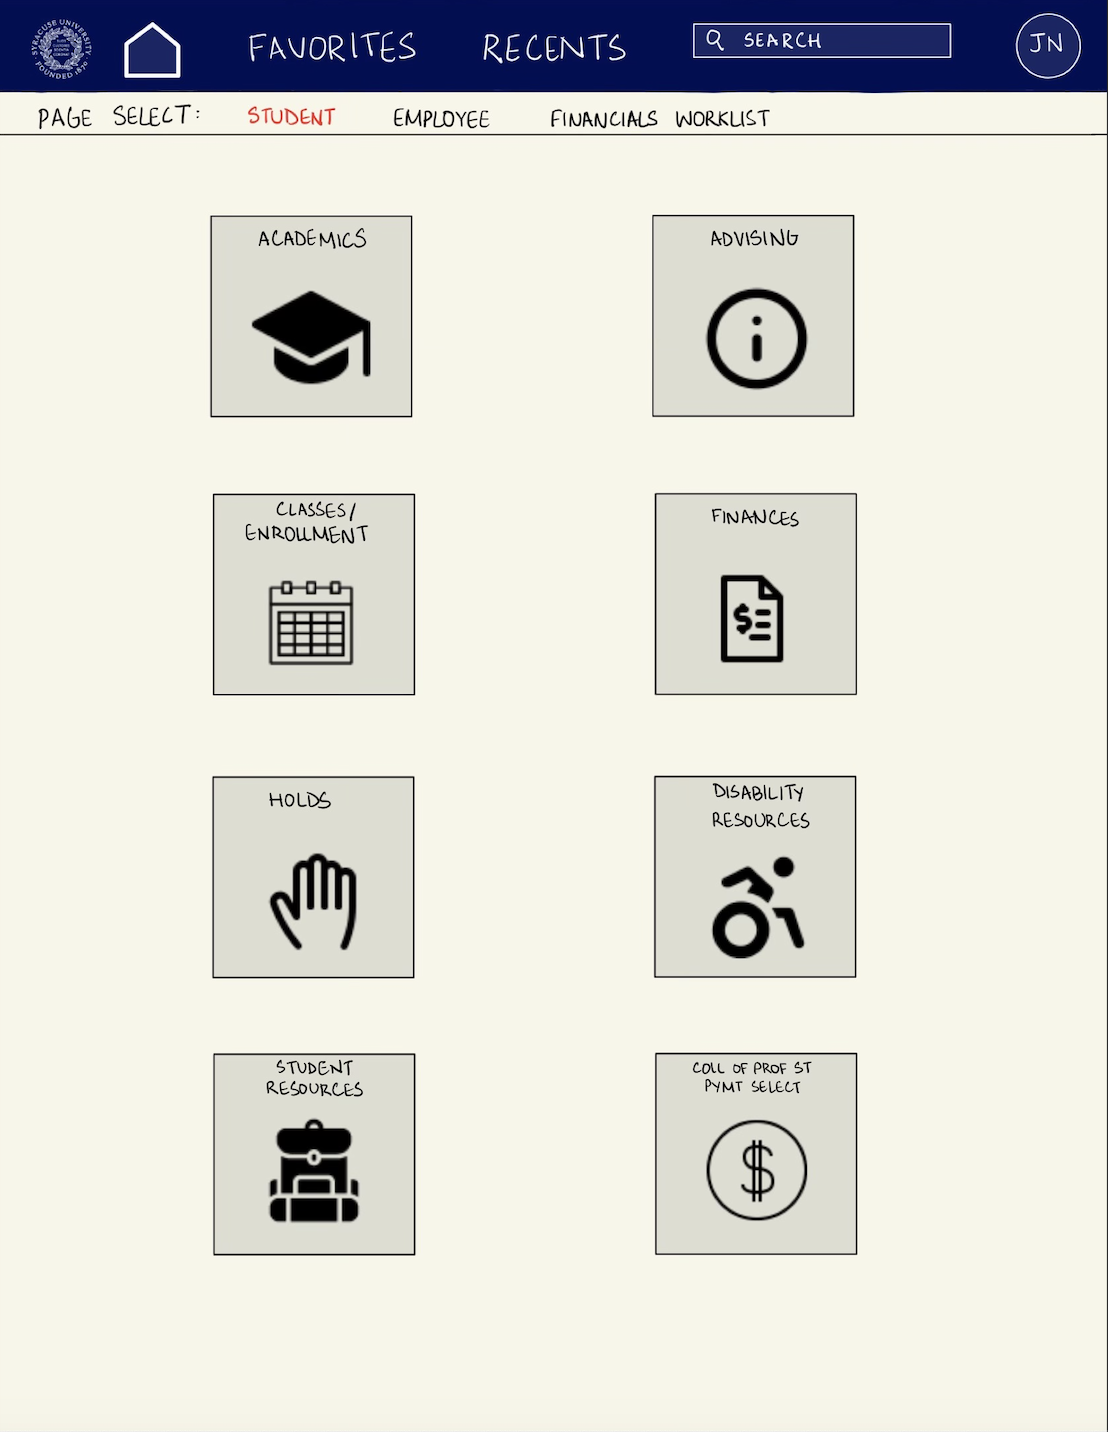 SYRACUSE UNIVERSITY
FOUNDED 1870
FAVORITES
RECENTS
SEARCH
JN
PAGE SELECT: STUDENT EMPLOYEE FINANCIALS WORKLIST
ACADEMICS
ADVISING
i
CLASSES/
ENROLLMENT
FINANCES
$
HOLDS
DISABILITY
RESOURCES
STUDENT
RESOURCES
COLL OF PROF ST
PYMT SELECT
$